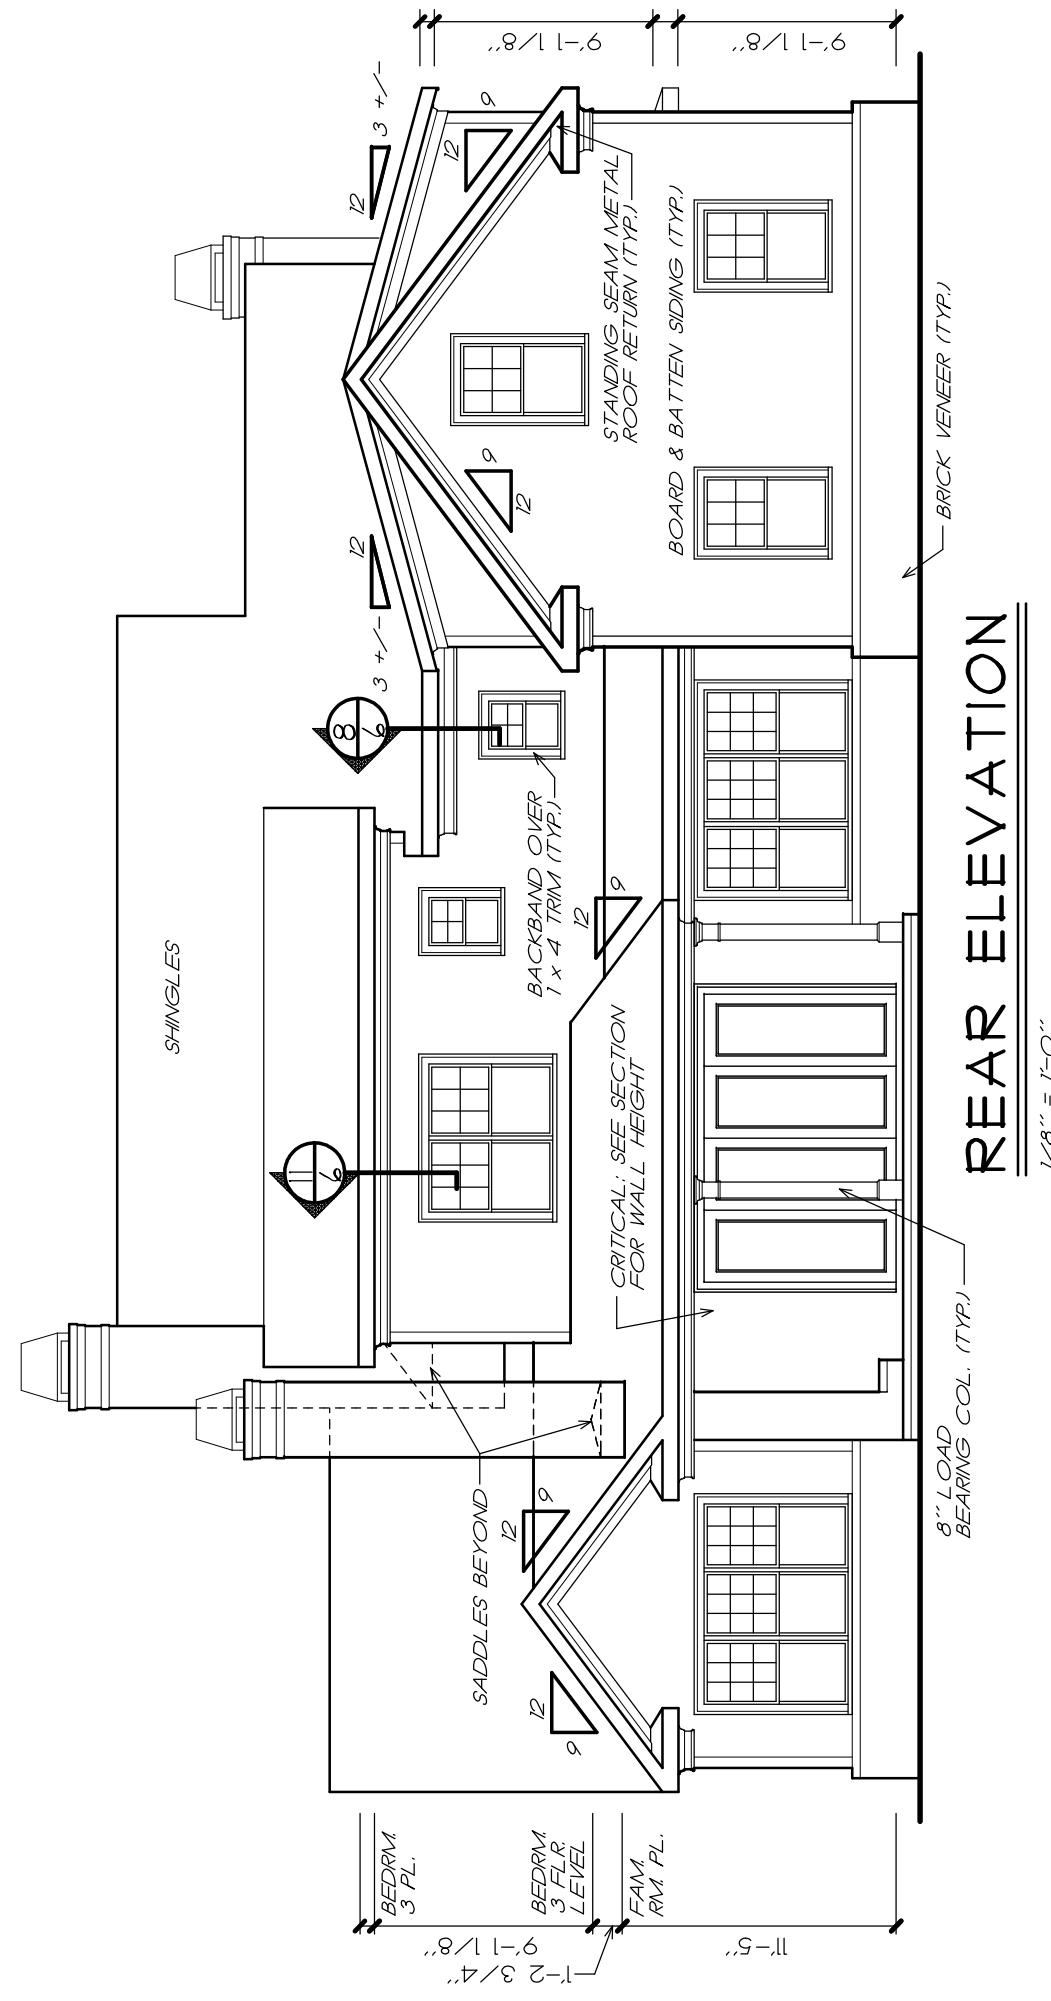 SHINGLES
12
3 +/-
12
3 +/-
12
9
12
9
12
9
12
9
12
9
8
6
11
6
STANDING SEAM METAL
ROOF RETURN (TYP.)
BOARD & BATTEN SIDING (TYP.)
BACKBAND OVER
1 x 4 TRIM (TYP.)
CRITICAL; SEE SECTION
FOR WALL HEIGHT
SADDLES BEYOND
BRICK VENEER (TYP.)
8" LOAD
BEARING COL. (TYP.)
BEDRM.
3 PL.
BEDRM.
3 FLR.
LEVEL
FAM.
RM. PL.
9'-1 1/8"
1'-2 3/4"
11'-5"
9'-1 1/8"
9'-1 1/8"
REAR ELEVATION
1/8" = 1'-0"